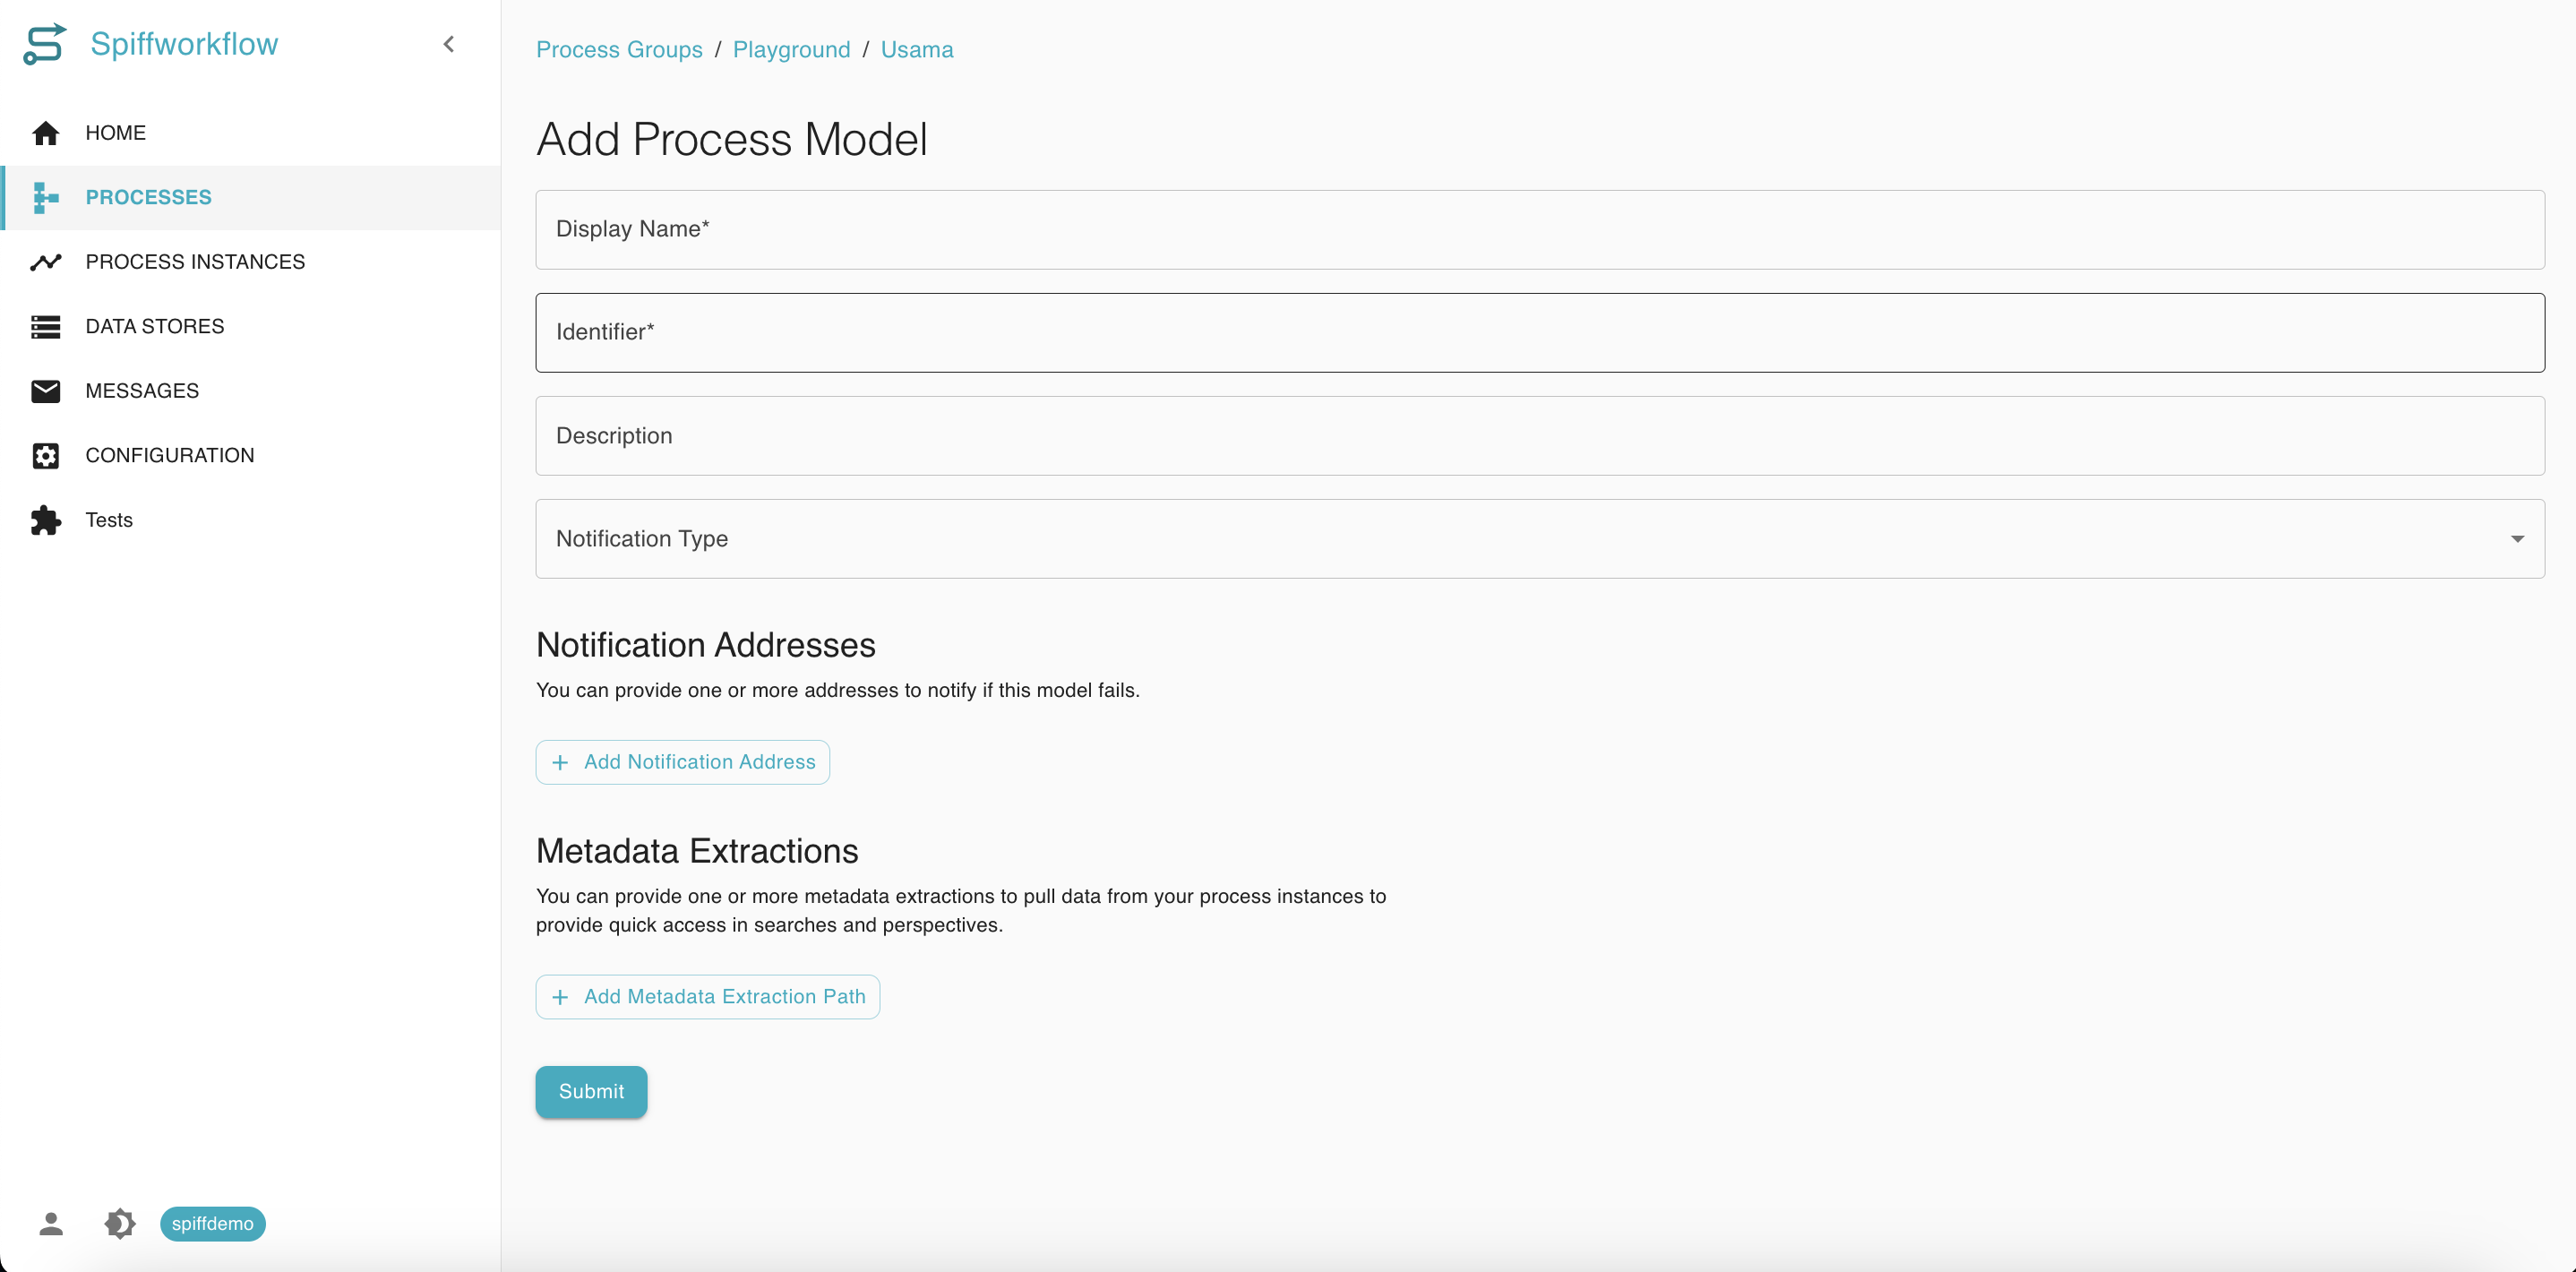 Spiffworkflow
HOME
PROCESSES
PROCESS INSTANCES
DATA STORES
MESSAGES
CONFIGURATION
Tests
spiffdemo
Process Groups / Playground / Usama
Add Process Model
Display Name*
Identifier*
Description
Notification Type
Notification Addresses
You can provide one or more addresses to notify if this model fails.
+ Add Notification Address
Metadata Extractions
You can provide one or more metadata extractions to pull data from your process instances to
provide quick access in searches and perspectives.
+ Add Metadata Extraction Path
Submit